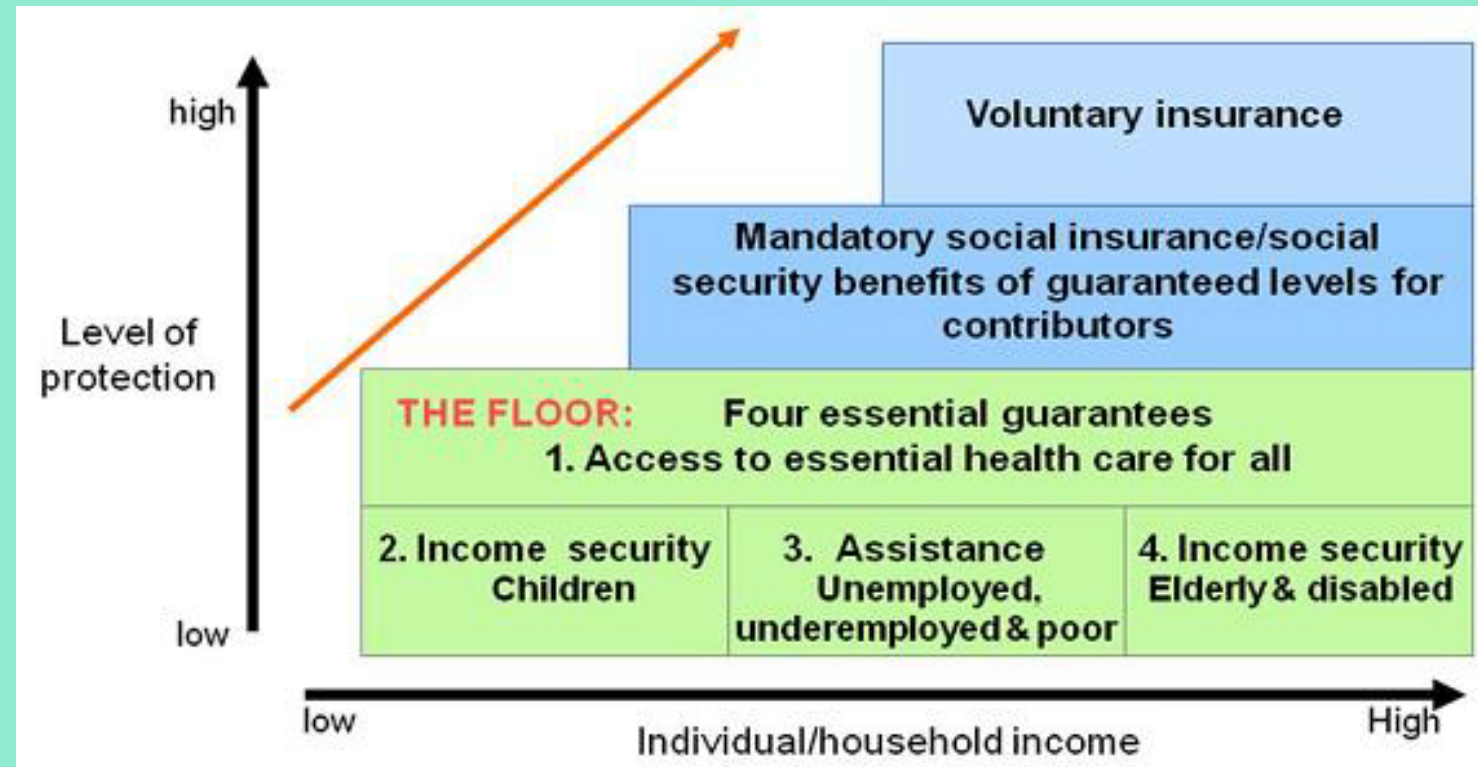 high
Voluntary insurance
Mandatory social insurance/social
security benefits of guaranteed levels for
contributors
Level of
protection
THE FLOOR: Four essential guarantees
1. Access to essential health care for all
2. Income security
Children
3. Assistance
Unemployed,
underemployed & poor
4. Income security
Elderly & disabled
low
low
High
Individual/household income